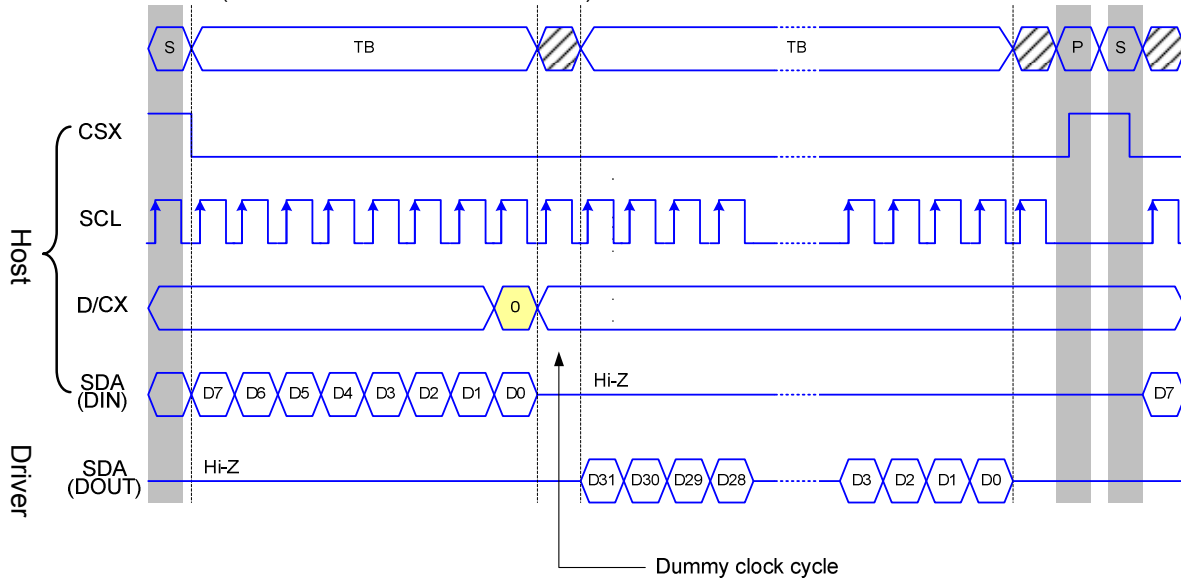 S TB TB P S
CSX
SCL
Host
D/CX 0
SDA
(DIN) D7 D6 D5 D4 D3 D2 D1 D0 Hi-Z D7
Driver
SDA
(DOUT) Hi-Z D31 D30 D29 D28 D3 D2 D1 D0
Dummy clock cycle